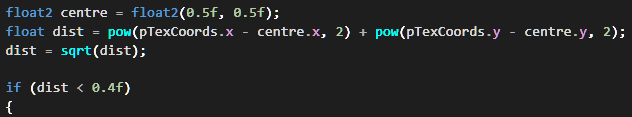 float2 centre = float2(0.5f, 0.5f);
float dist = pow(pTexCoords.x - centre.x, 2) + pow(pTexCoords.y - centre.y, 2);
dist = sqrt(dist);
if (dist < 0.4f)
{